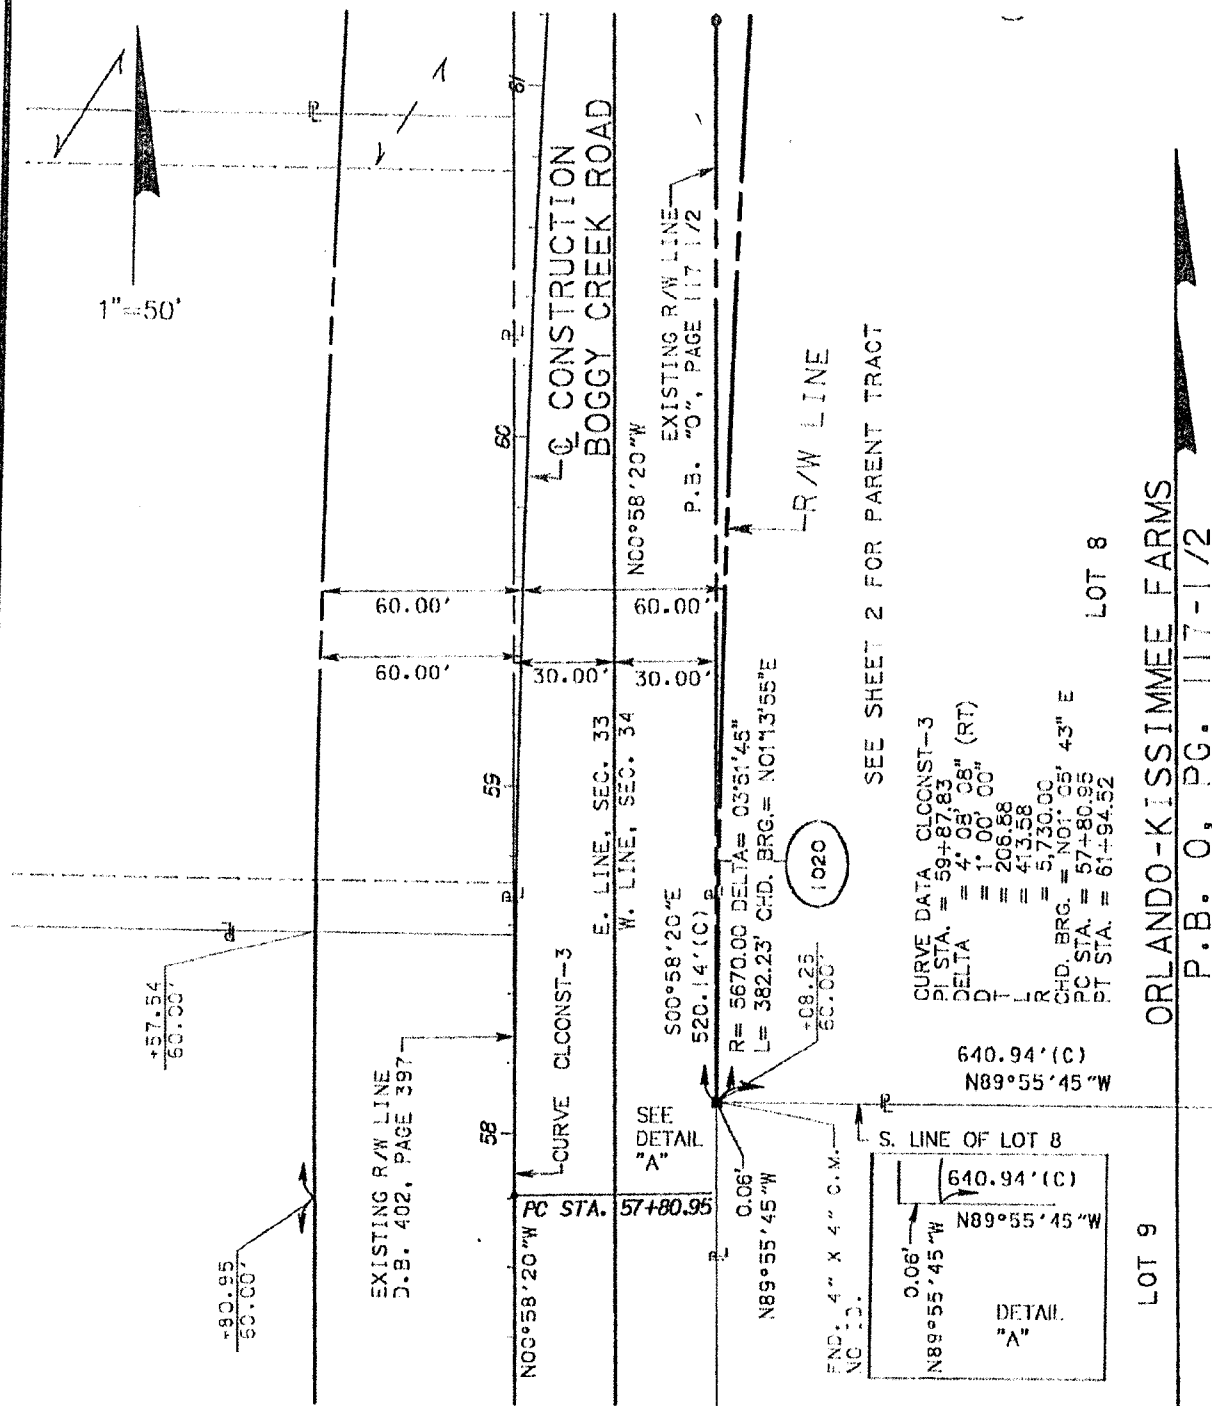 1"=50'
61
℄ CONSTRUCTION
BOGGY CREEK ROAD
EXISTING R/W LINE
P.B. "O", PAGE 117 1/2
60
N00°58'20"W
R/W LINE
60.00'
60.00'
60.00'
30.00'
30.00'
SEE SHEET 2 FOR PARENT TRACT
LOT 8
ORLANDO-KISSIMMEE FARMS
P.B. O, PG. 117-1/2
59
E. LINE, SEC. 33
W. LINE, SEC. 34
S00°58'20"E
520.14'(C)
R= 5670.00 DELTA= 03°51'45"
L= 382.23' CHD. BRG.= N01°13'55"E
1020
CURVE DATA CLCONST-3
PI STA. = 59+87.83
DELTA = 4° 08' 08" (RT)
D = 1° 00' 00"
T = 206.88
L = 413.58
R = 5,730.00
CHD. BRG. = N01° 05' 43" E
PC STA. = 57+80.95
PT STA. = 61+94.52
+57.54
60.00'
+08.25
60.00'
EXISTING R/W LINE
D.B. 402, PAGE 397
58
CURVE CLCONST-3
SEE
DETAIL
"A"
640.94'(C)
N89°55'45"W
S. LINE OF LOT 8
+80.95
60.00'
PC STA. 57+80.95
N00°58'20"W
0.06'
N89°55'45"W
FND. 4" X 4" C.M.
NO I.D.
640.94'(C)
N89°55'45"W
0.06'
N89°55'45"W
DETAIL
"A"
LOT 9